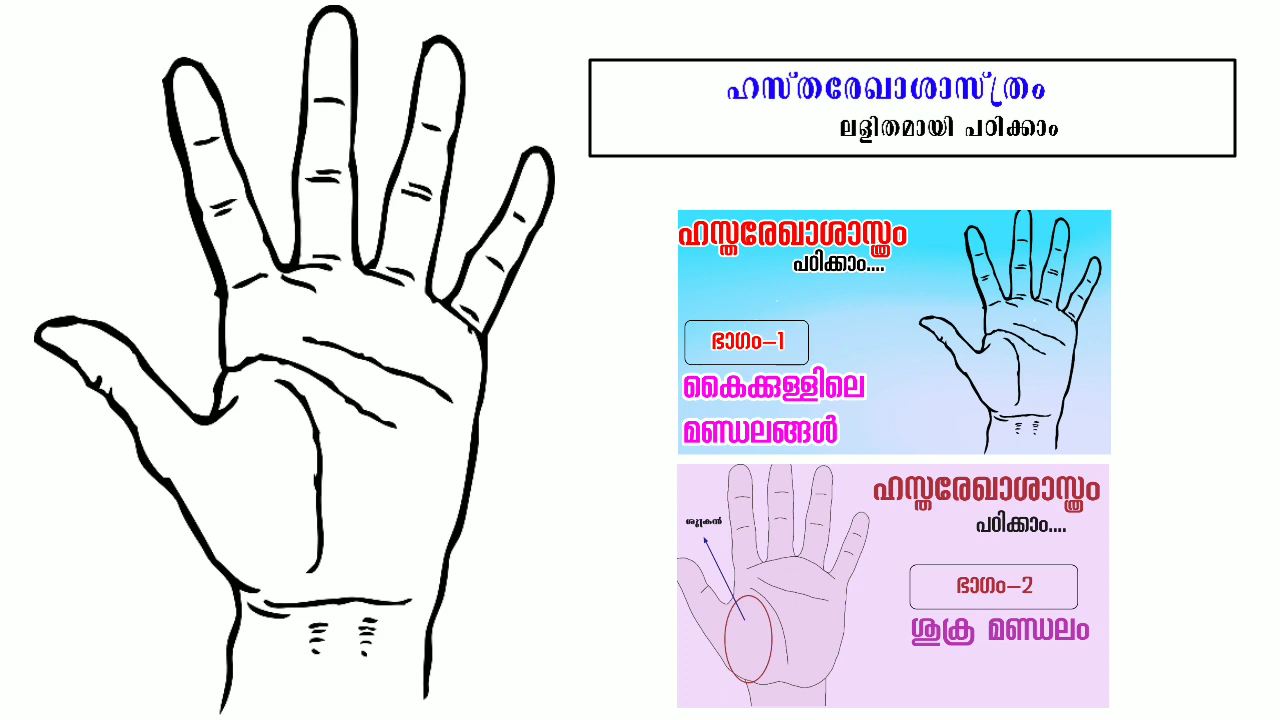 ഹസ്തരേഖാശാസ്ത്രം
ലളിതമായി പഠിക്കാം
ഹസ്തരേഖാശാസ്ത്രം
പഠിക്കാം....
ഭാഗം-1
കൈക്കുള്ളിലെ
മണ്ഡലങ്ങൾ
ഹസ്തരേഖാശാസ്ത്രം
പഠിക്കാം....
ശുക്രൻ
ഭാഗം-2
ശുക്ര മണ്ഡലം